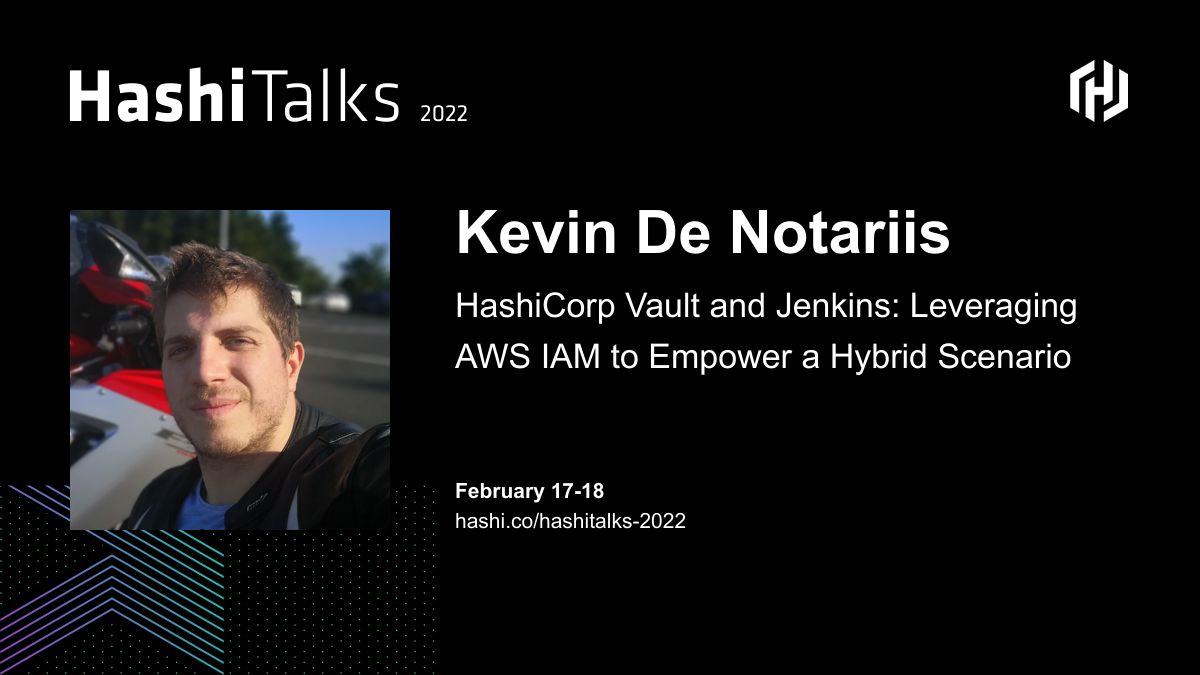 HashiTalks 2022
Kevin De Notariis
HashiCorp Vault and Jenkins: Leveraging
AWS IAM to Empower a Hybrid Scenario
February 17-18
hashi.co/hashitalks-2022